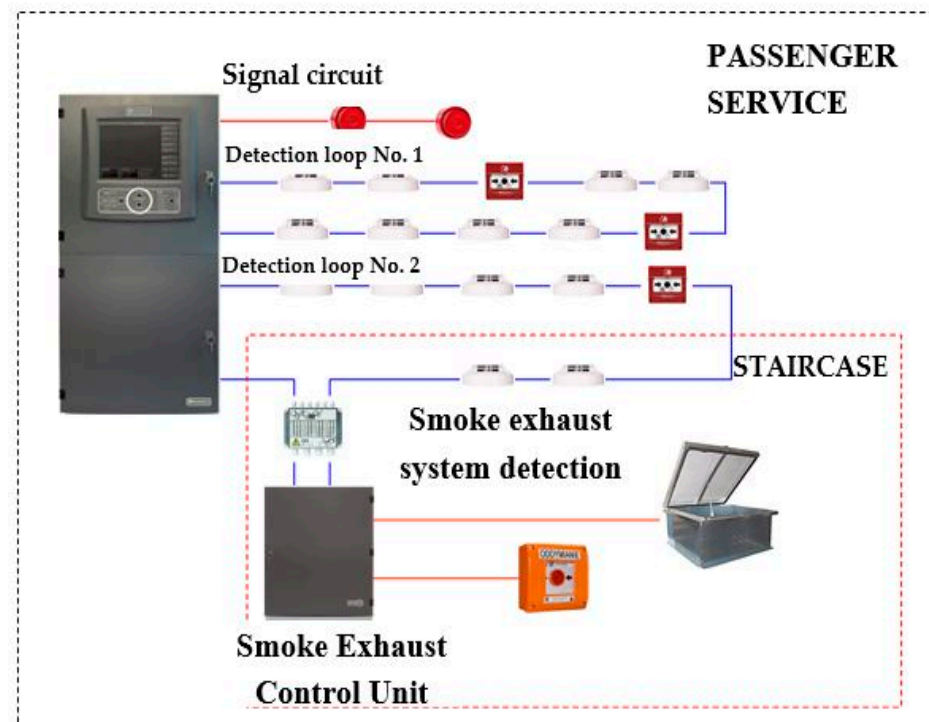 PASSENGER
SERVICE
Signal circuit
Detection loop No. 1
Detection loop No. 2
STAIRCASE
Smoke exhaust
system detection
ODDYMIANIE
Smoke Exhaust
Control Unit